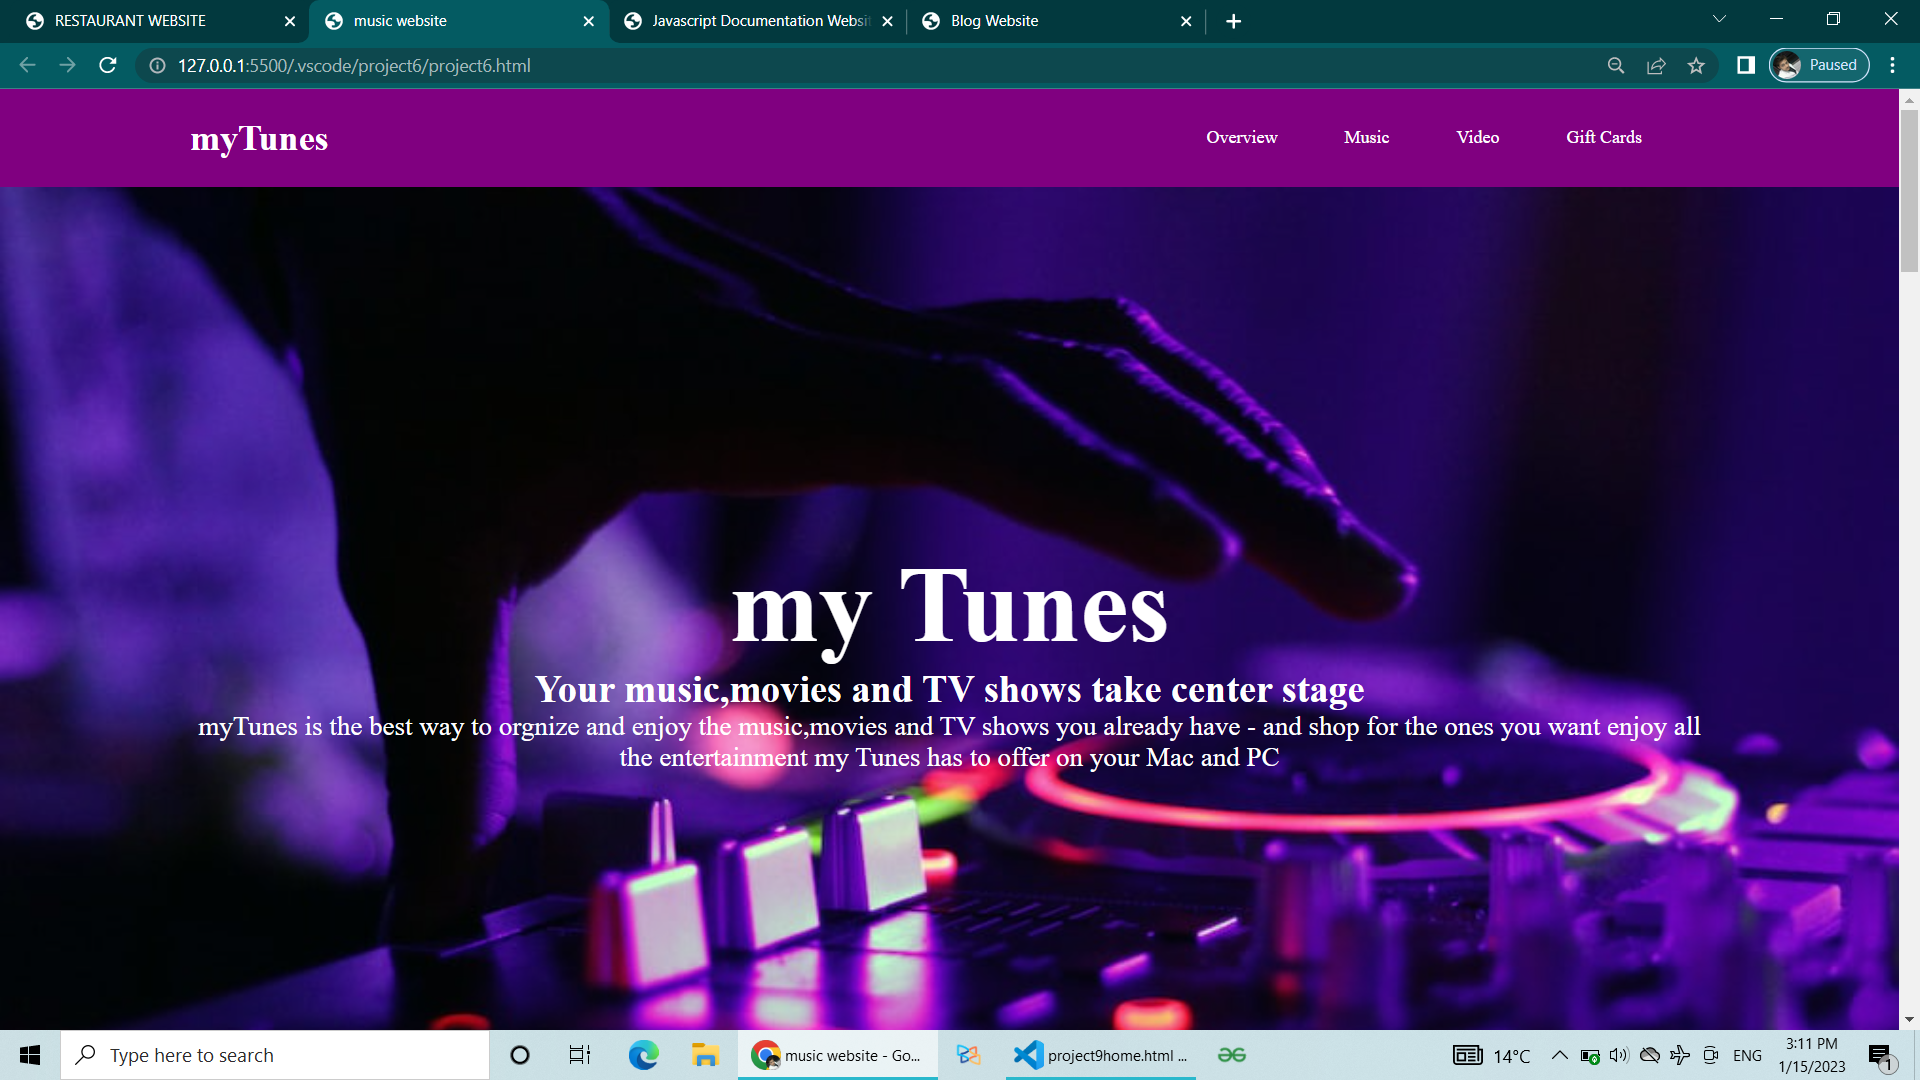 RESTAURANT WEBSITE
music website
Javascript Documentation Websi
Blog Website
127.0.0.1:5500/.vscode/project6/project6.html
Paused
myTunes
Overview
Music
Video
Gift Cards
my Tunes
Your music,movies and TV shows take center stage
myTunes is the best way to orgnize and enjoy the music,movies and TV shows you already have - and shop for the ones you want enjoy all
the entertainment my Tunes has to offer on your Mac and PC
Type here to search
music website - Go...
project9home.html ...
14°C
ENG
3:11 PM
1/15/2023
1